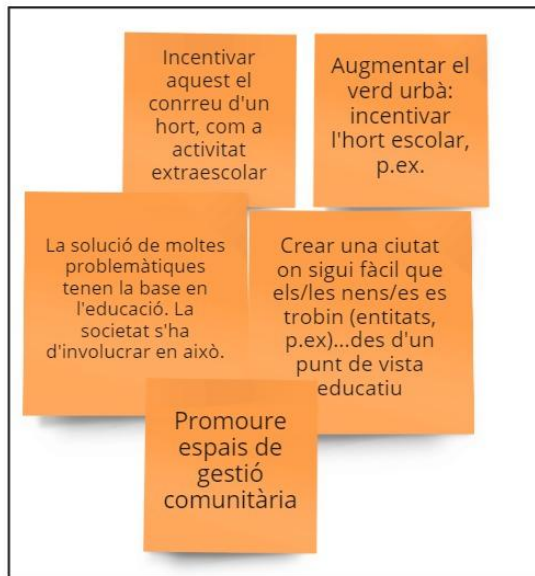 Incentivar
aquest el
conrreu d'un
hort, com a
activitat
extraescolar
Augmentar el
verd urbà:
incentivar
l'hort escolar,
p.ex.
La solució de moltes
problemàtiques
tenen la base en
l'educació. La
societat s'ha
d'involucrar en això.
Crear una ciutat
on sigui fàcil que
els/les nens/es es
trobin (entitats,
p.ex)...des d'un
punt de vista
educatiu
Promoure
espais de
gestió
comunitària